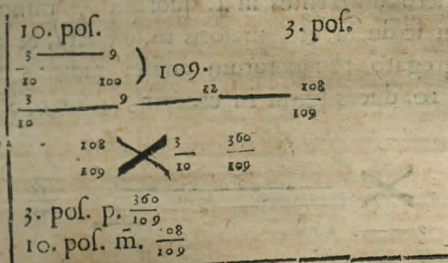 10. poſ. 3. poſ.
3 9
10 100 ) 109.
3 9 12 108
10 109
108 3 360
109 10 109
3. poſ. p. 360/109
10. poſ. m̃. 108/109